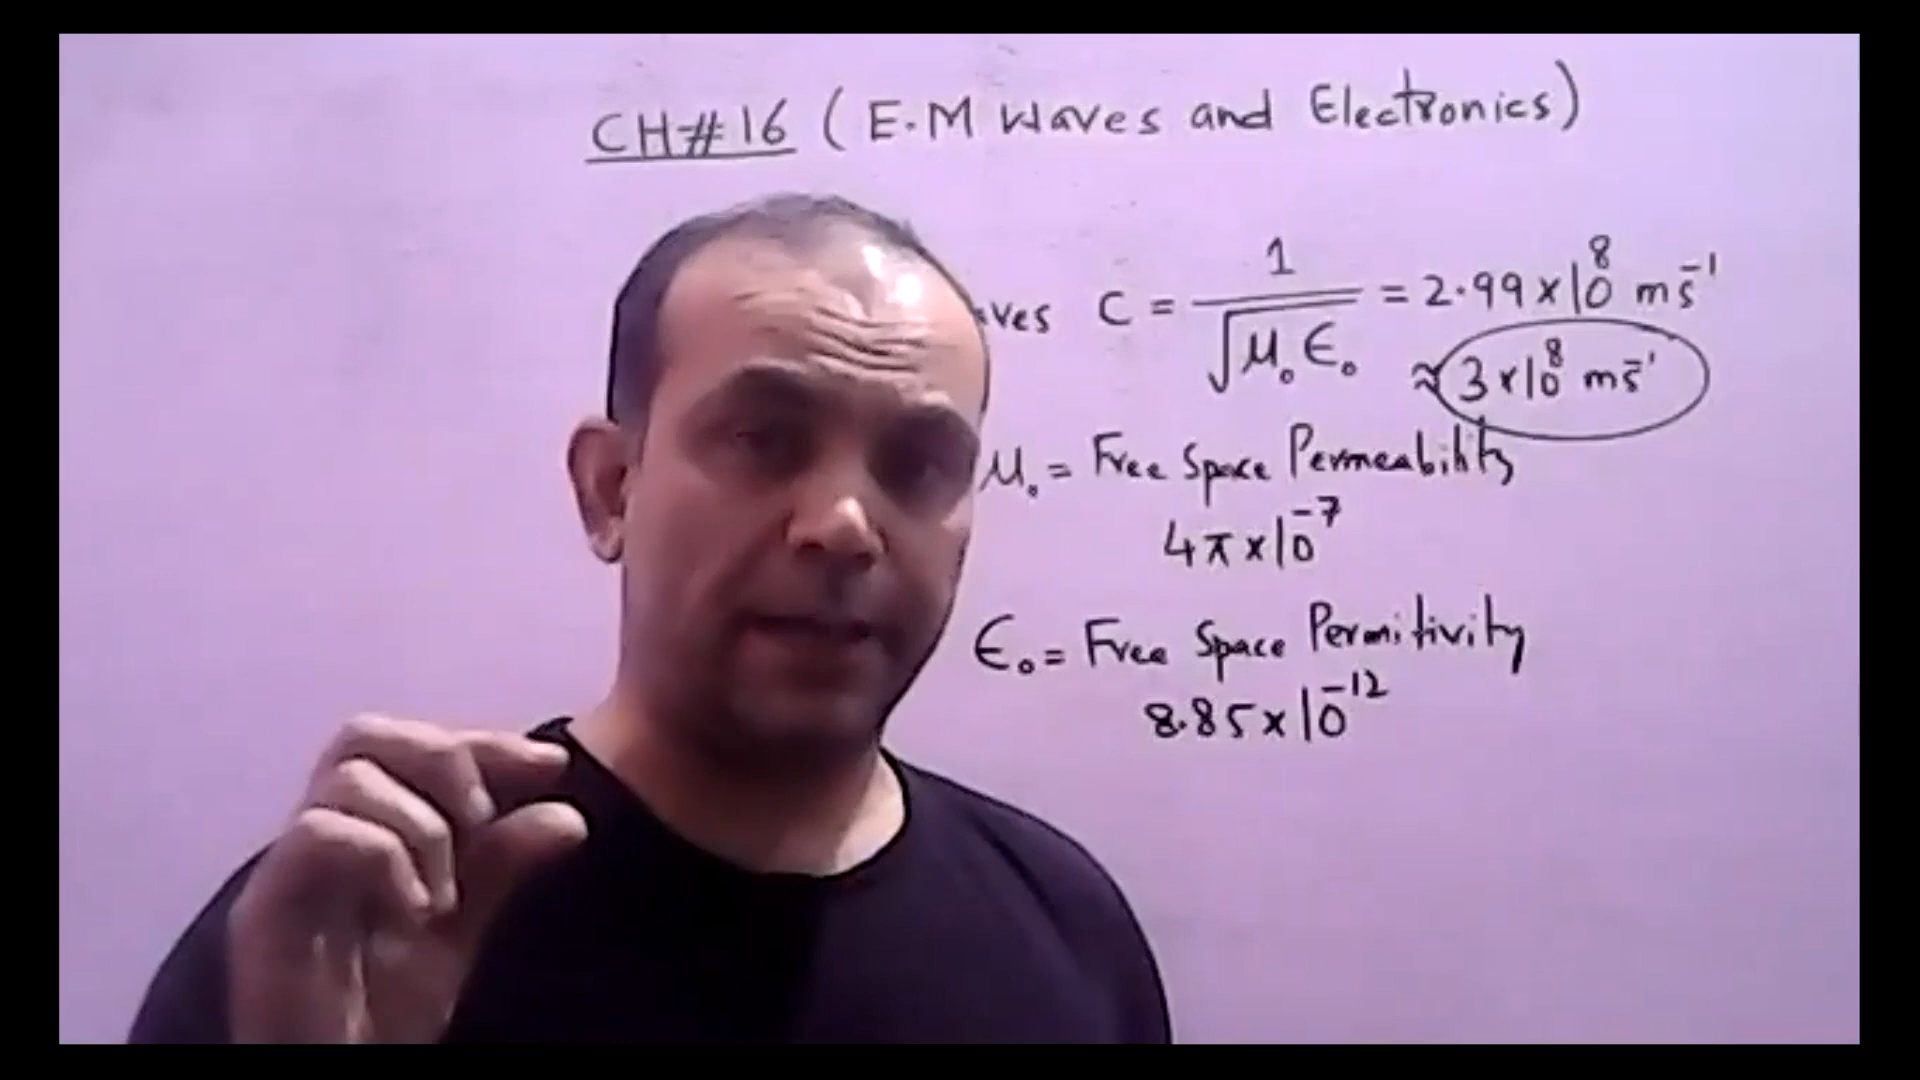 CH#16 (E.M Waves and Electronics)
C = 1/√μ₀ε₀ = 2.99×10⁸ ms⁻¹
≈ 3×10⁸ ms⁻¹
μ₀ = Free Space Permeability
4π×10⁻⁷
ε₀ = Free Space Permitivity
8.85×10⁻¹²